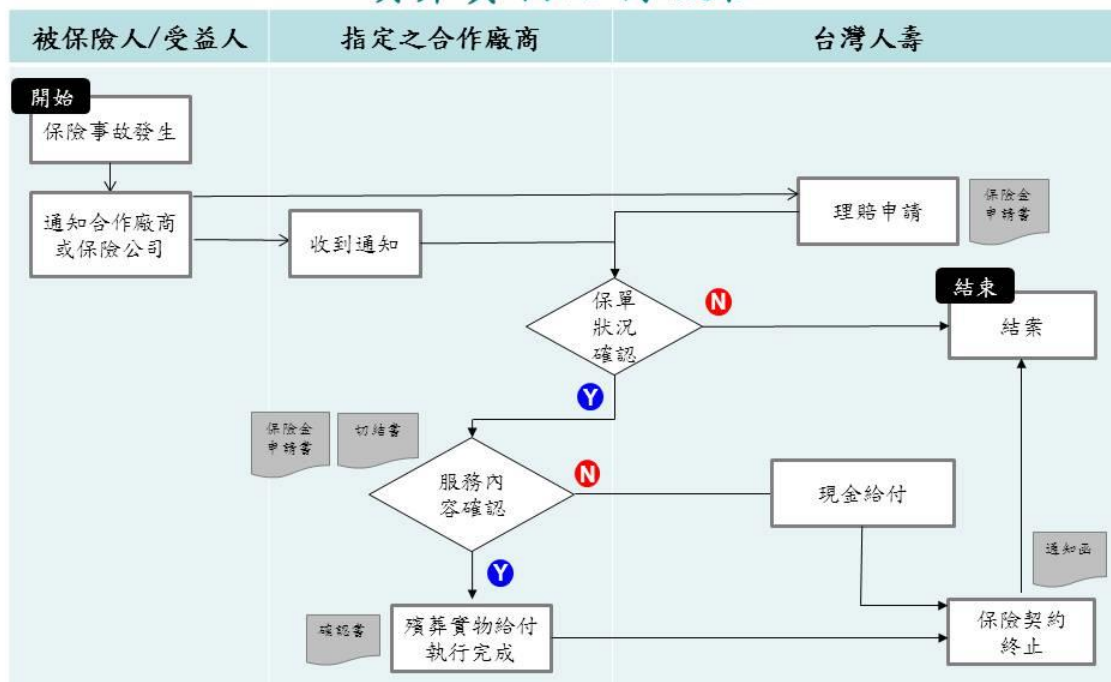 被保險人/受益人
指定之合作廠商
台灣人壽
開始
保險事故發生
通知合作廠商
或保險公司
收到通知
理賠申請
保險金
申請書
保單
狀況
確認
N
結束
結案
Y
保險金
申請書
切結書
服務內
容確認
N
現金給付
通知函
Y
確認書
殯葬實物給付
執行完成
保險契約
終止